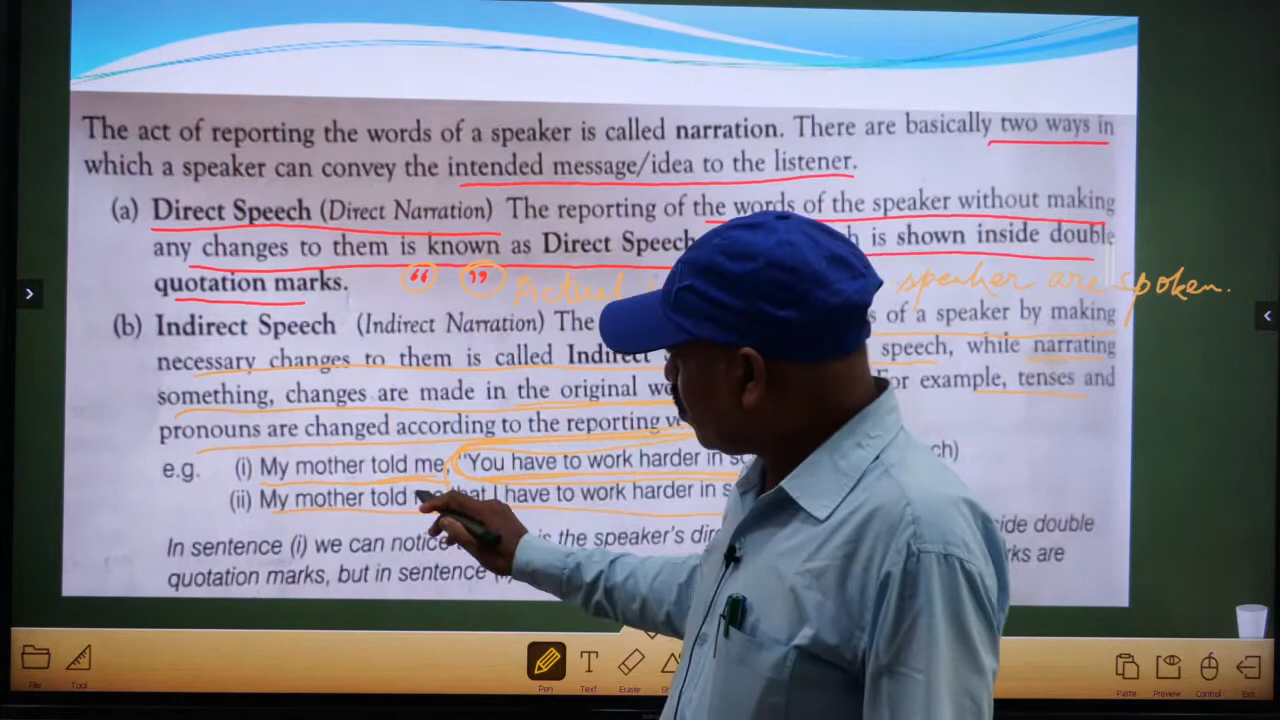 The act of reporting the words of a speaker is called narration. There are basically two ways in
which a speaker can convey the intended message/idea to the listener.
(a) Direct Speech (Direct Narration) The reporting of the words of the speaker without making
any changes to them is known as Direct Speech is shown inside double
quotation marks. “ ” Actual speaker are spoken.
(b) Indirect Speech (Indirect Narration) The of a speaker by making
necessary changes to them is called Indirect speech, while narrating
something, changes are made in the original For example, tenses and
pronouns are changed according to the reporting
e.g. (i) My mother told me, "You have to work harder in
(ii) My mother told that I have to work harder in
In sentence (i) we can notice is the speaker's double
quotation marks, but in sentence are
File
Tool
Pen
Text
Eraser
Paste
Preview
Control
Exit